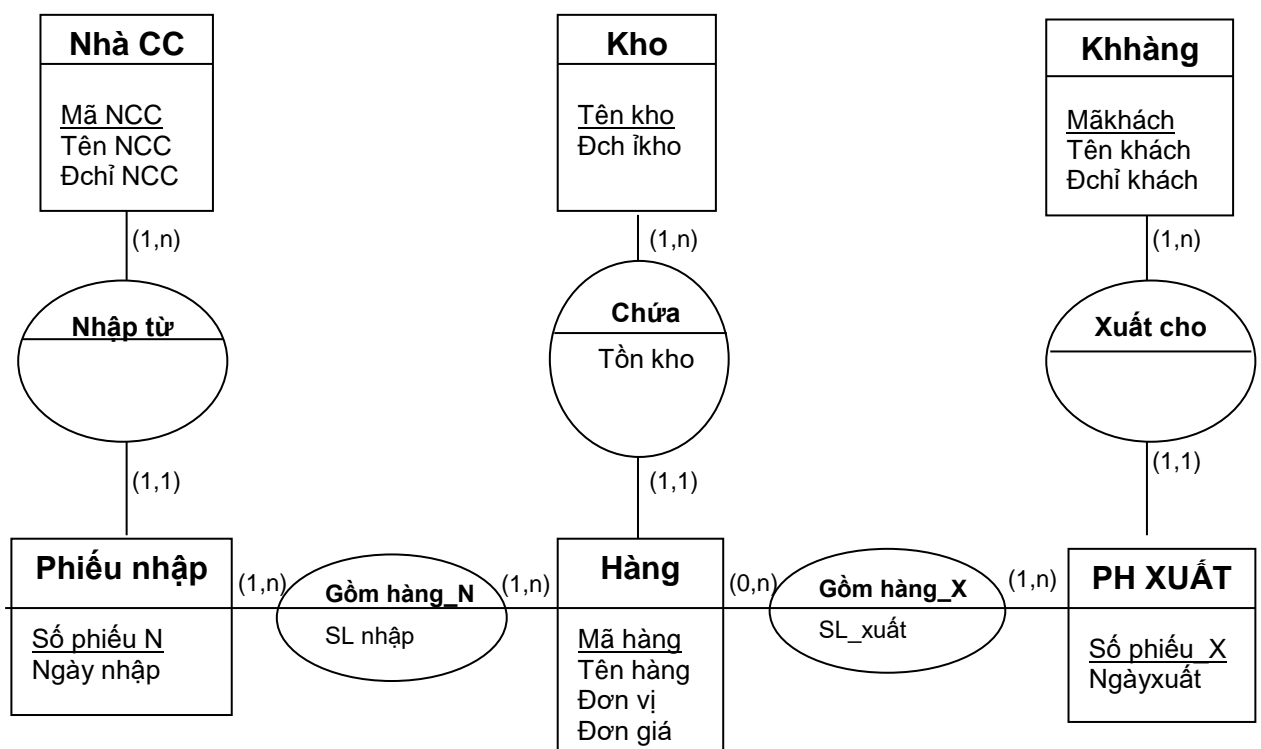 Nhà CC
Mã NCC
Tên NCC
Đchỉ NCC
Kho
Tên kho
Đch ỉkho
Khhàng
Mãkhách
Tên khách
Đchỉ khách
(1,n)
(1,n)
(1,n)
Nhập từ
Chứa
Tồn kho
Xuất cho
(1,1)
(1,1)
(1,1)
Phiếu nhập
Số phiếu N
Ngày nhập
(1,n)
Gồm hàng_N
SL nhập
(1,n)
Hàng
Mã hàng
Tên hàng
Đơn vị
Đơn giá
(0,n)
Gồm hàng_X
SL_xuất
(1,n)
PH XUẤT
Số phiếu_X
Ngàyxuất